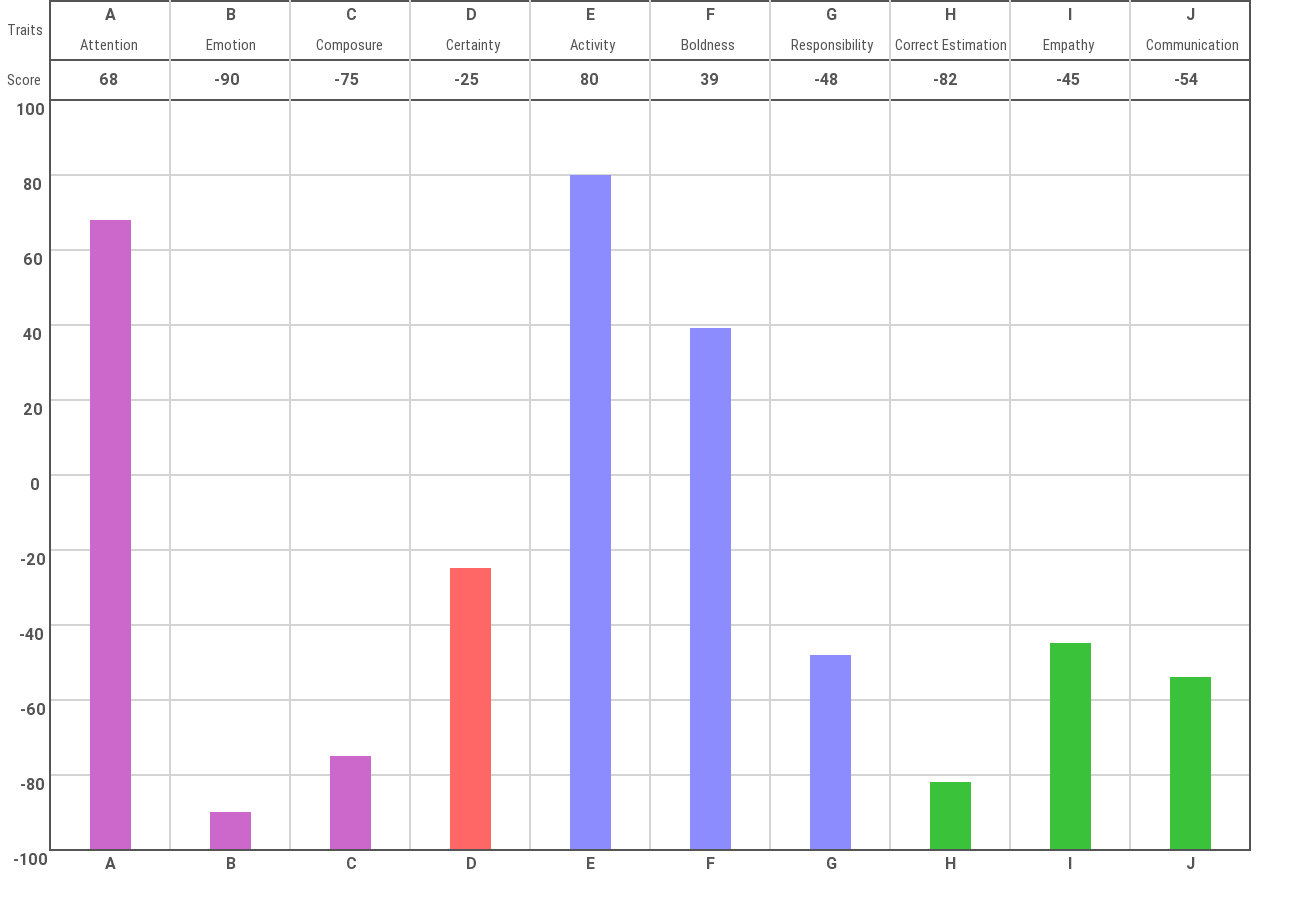 A B C D E F G H I J
Traits
Attention Emotion Composure Certainty Activity Boldness Responsibility Correct Estimation Empathy Communication
Score 68 -90 -75 -25 80 39 -48 -82 -45 -54
100
80
60
40
20
0
-20
-40
-60
-80
-100
A B C D E F G H I J